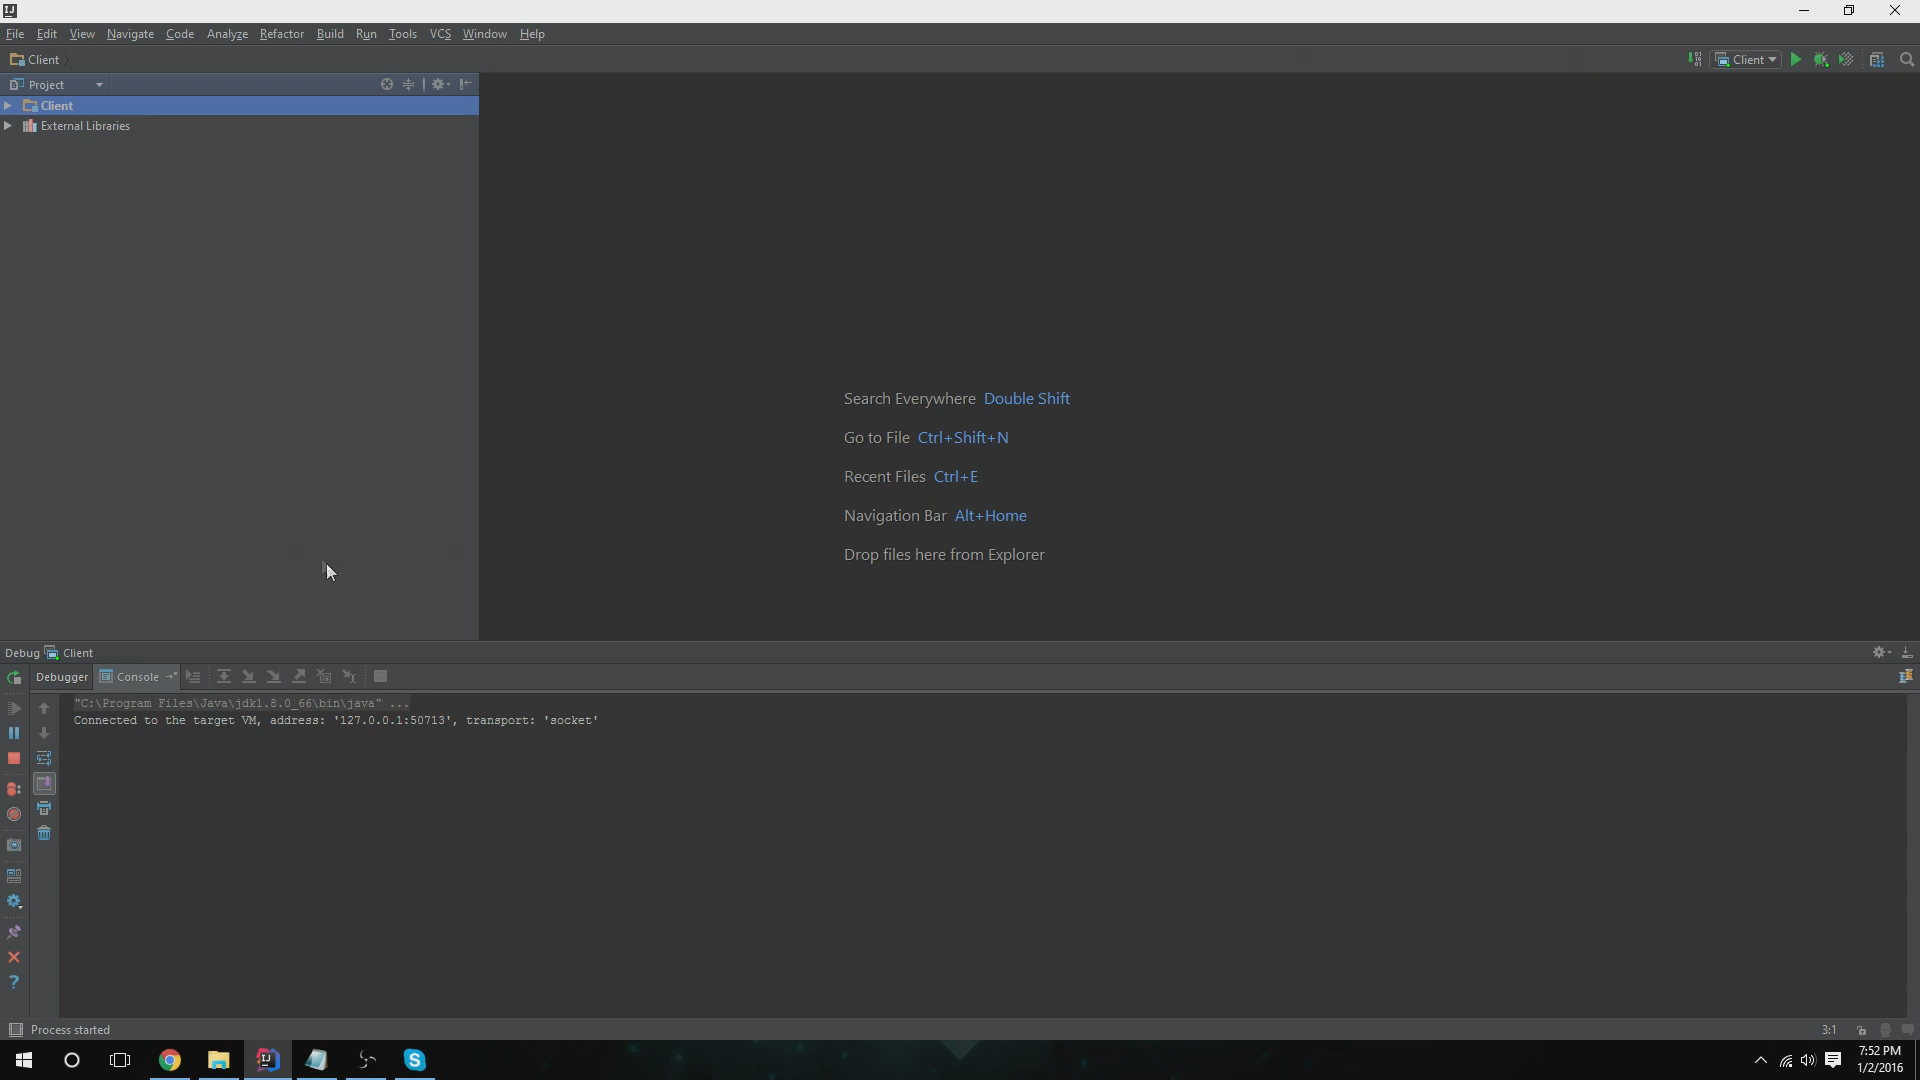 File Edit View Navigate Code Analyze Refactor Build Run Tools VCS Window Help
Client Client
Project
Client
External Libraries
Search Everywhere Double Shift
Go to File Ctrl+Shift+N
Recent Files Ctrl+E
Navigation Bar Alt+Home
Drop files here from Explorer
Debug Client
Debugger Console
"C:\Program Files\Java\jdk1.8.0_66\bin\java" ...
Connected to the target VM, address: '127.0.0.1:50713', transport: 'socket'
Process started 3:1
7:52 PM
1/2/2016